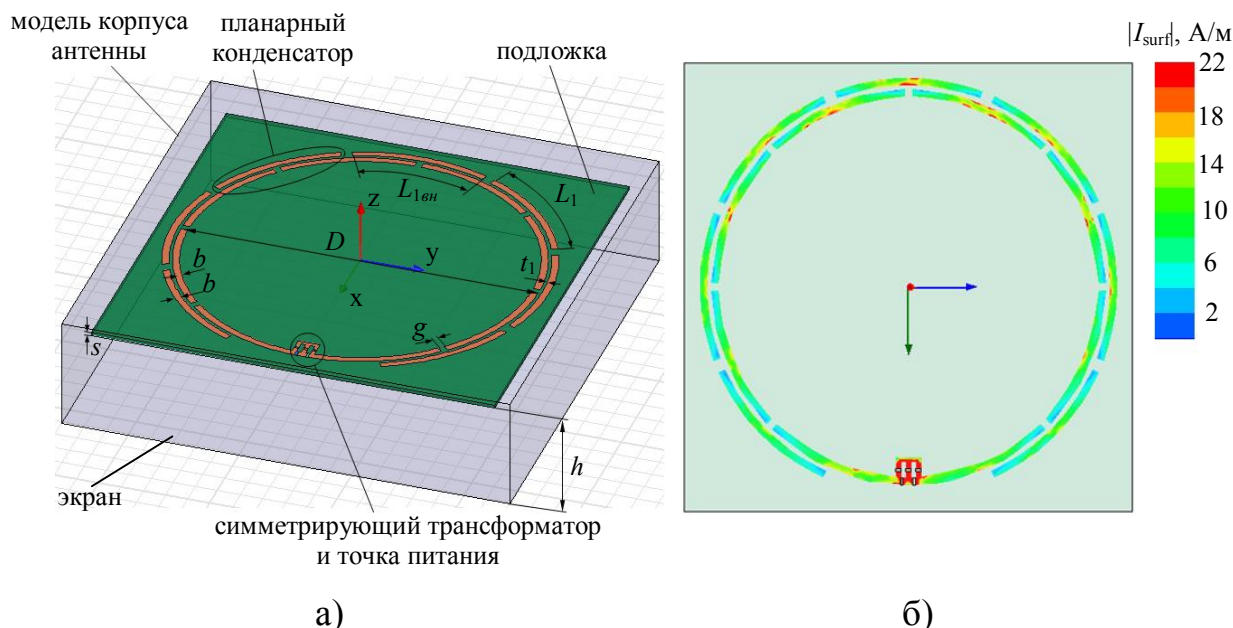 модель корпуса
антенны
планарный
конденсатор
подложка
|Isurf|, А/м
22
18
14
10
6
2
L1вн
L1
z
D
y
t1
b
b
x
g
s
h
экран
симметрирующий трансформатор
и точка питания
а)
б)